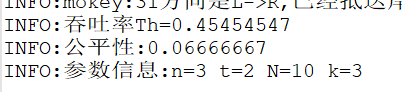 INFO:mokey:31方向是L->R,已经抵达
INFO:吞吐率Th=0.45454547
INFO:公平性:0.06666667
INFO:参数信息:n=3 t=2 N=10 k=3